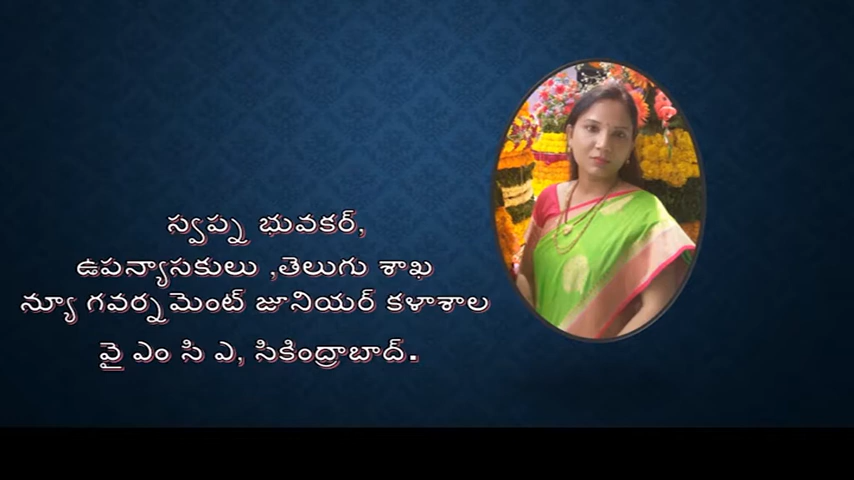 స్వప్న భువకర్,
ఉపన్యాసకులు ,తెలుగు శాఖ
న్యూ గవర్నమెంట్ జూనియర్ కళాశాల
వై ఎం సి ఎ, సికింద్రాబాద్.